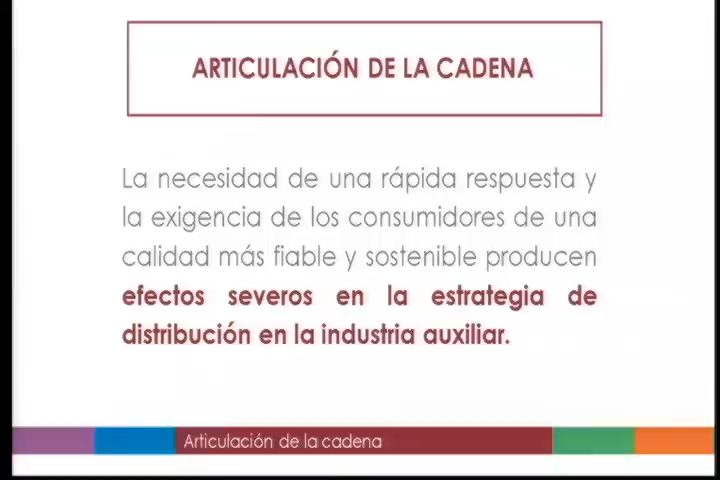 ARTICULACIÓN DE LA CADENA
La necesidad de una rápida respuesta y
la exigencia de los consumidores de una
calidad más fiable y sostenible producen
efectos severos en la estrategia de
distribución en la industria auxiliar.
Articulación de la cadena